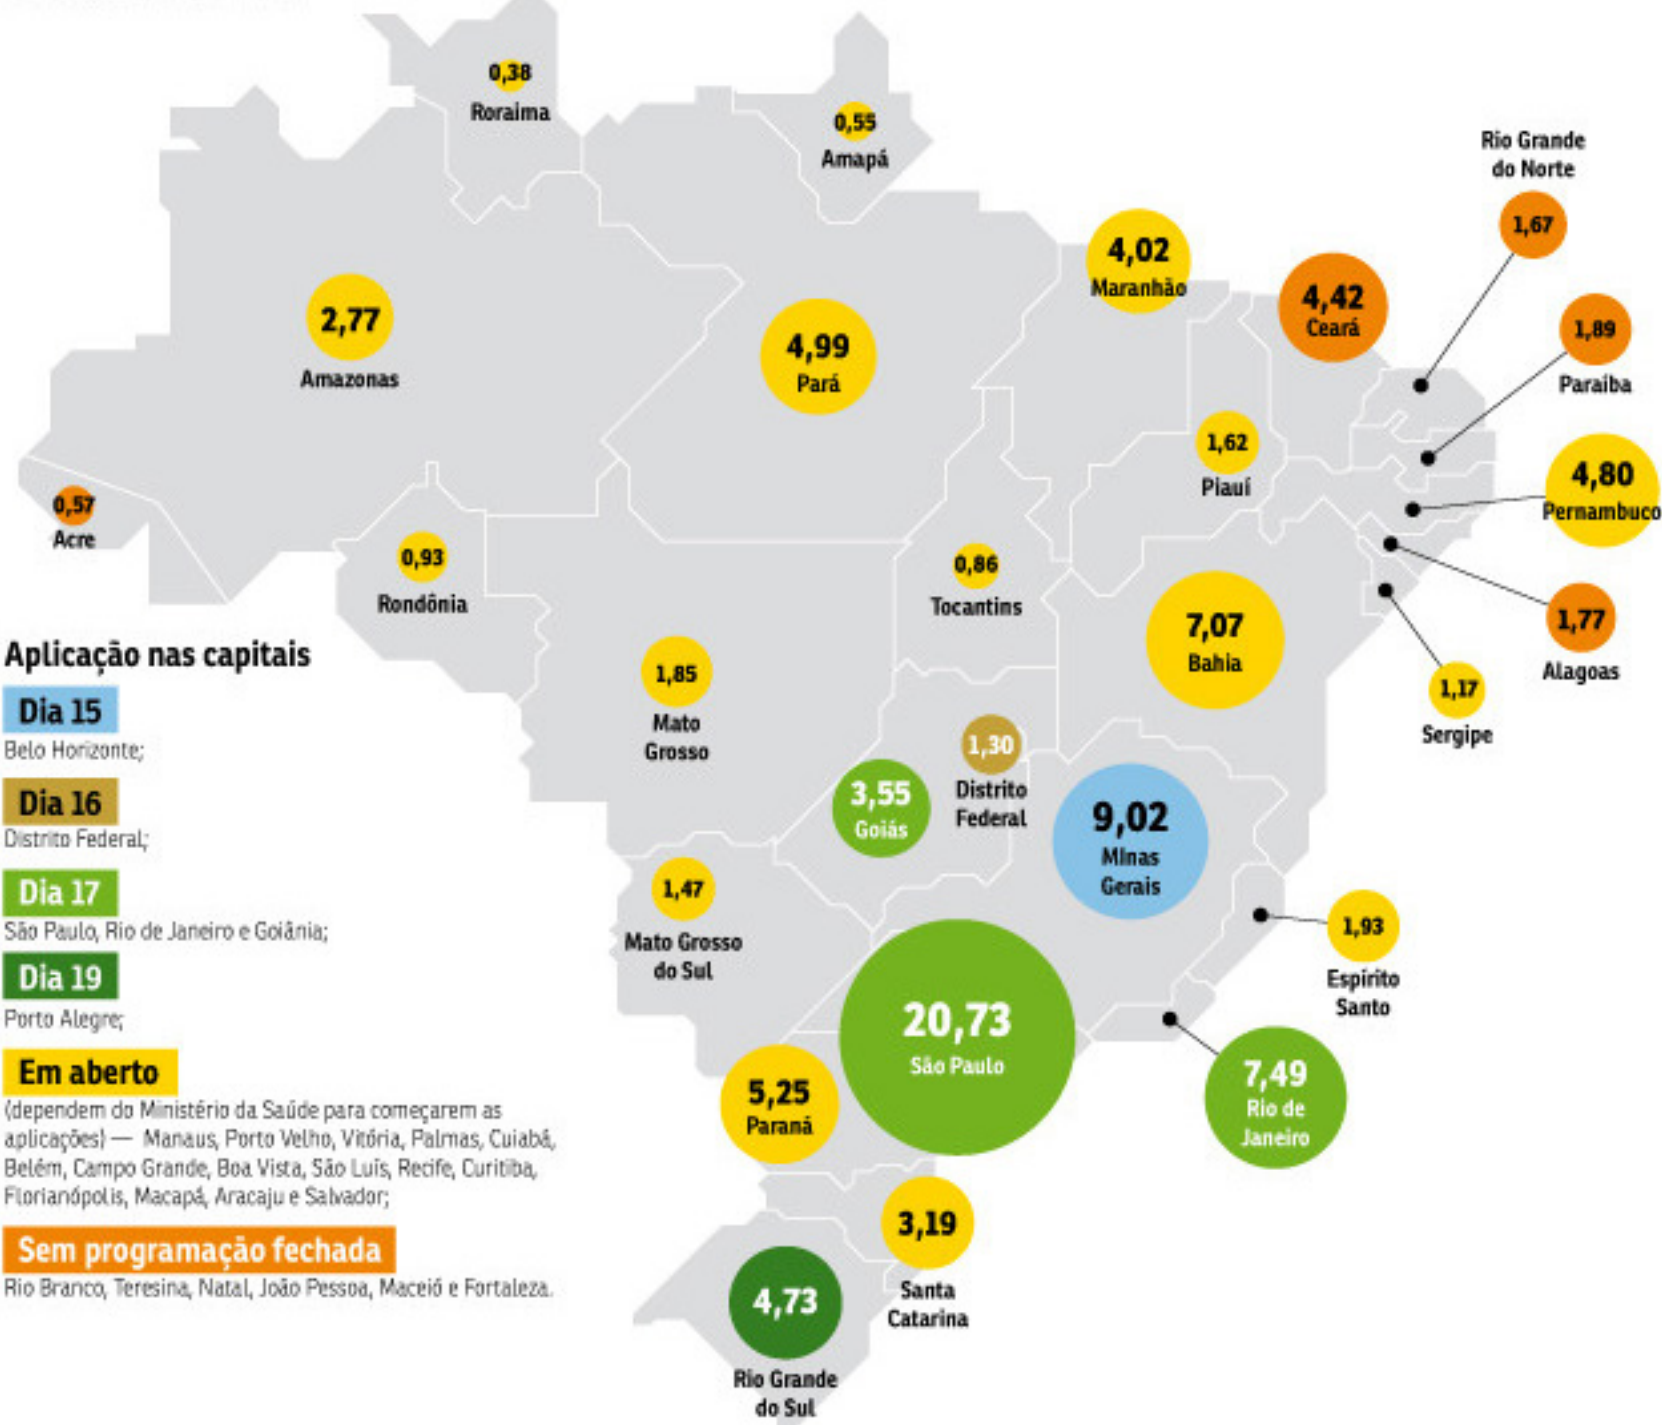 0,38
Roraima
0,55
Amapá
Rio Grande
do Norte
1,67
4,02
Maranhão
4,42
Ceará
1,89
Paraíba
2,77
Amazonas
4,99
Pará
1,62
Piauí
4,80
Pernambuco
0,57
Acre
0,93
Rondônia
0,86
Tocantins
7,07
Bahia
1,77
Alagoas
1,17
Sergipe
1,85
Mato
Grosso
1,30
Distrito
Federal
3,55
Goiás
9,02
MInas
Gerais
1,47
Mato Grosso
do Sul
1,93
Espírito
Santo
20,73
São Paulo
7,49
Rio de
Janeiro
5,25
Paraná
3,19
Santa
Catarina
4,73
Rio Grande
do Sul
Aplicação nas capitais
Dia 15
Belo Horizonte;
Dia 16
Distrito Federal;
Dia 17
São Paulo, Rio de Janeiro e Goiânia;
Dia 19
Porto Alegre;
Em aberto
(dependem do Ministério da Saúde para começarem as
aplicações) — Manaus, Porto Velho, Vitória, Palmas, Cuiabá,
Belém, Campo Grande, Boa Vista, São Luís, Recife, Curitiba,
Florianópolis, Macapá, Aracaju e Salvador;
Sem programação fechada
Rio Branco, Teresina, Natal, João Pessoa, Maceió e Fortaleza.